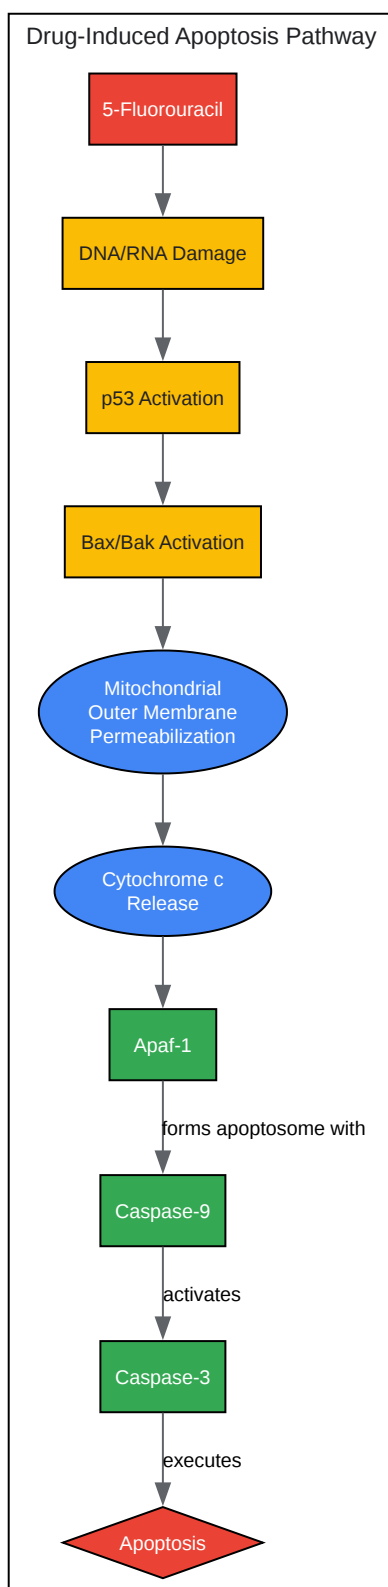 Drug-Induced Apoptosis Pathway
5-Fluorouracil
DNA/RNA Damage
p53 Activation
Bax/Bak Activation
Mitochondrial
Outer Membrane
Permeabilization
Cytochrome c
Release
Apaf-1
forms apoptosome with
Caspase-9
activates
Caspase-3
executes
Apoptosis